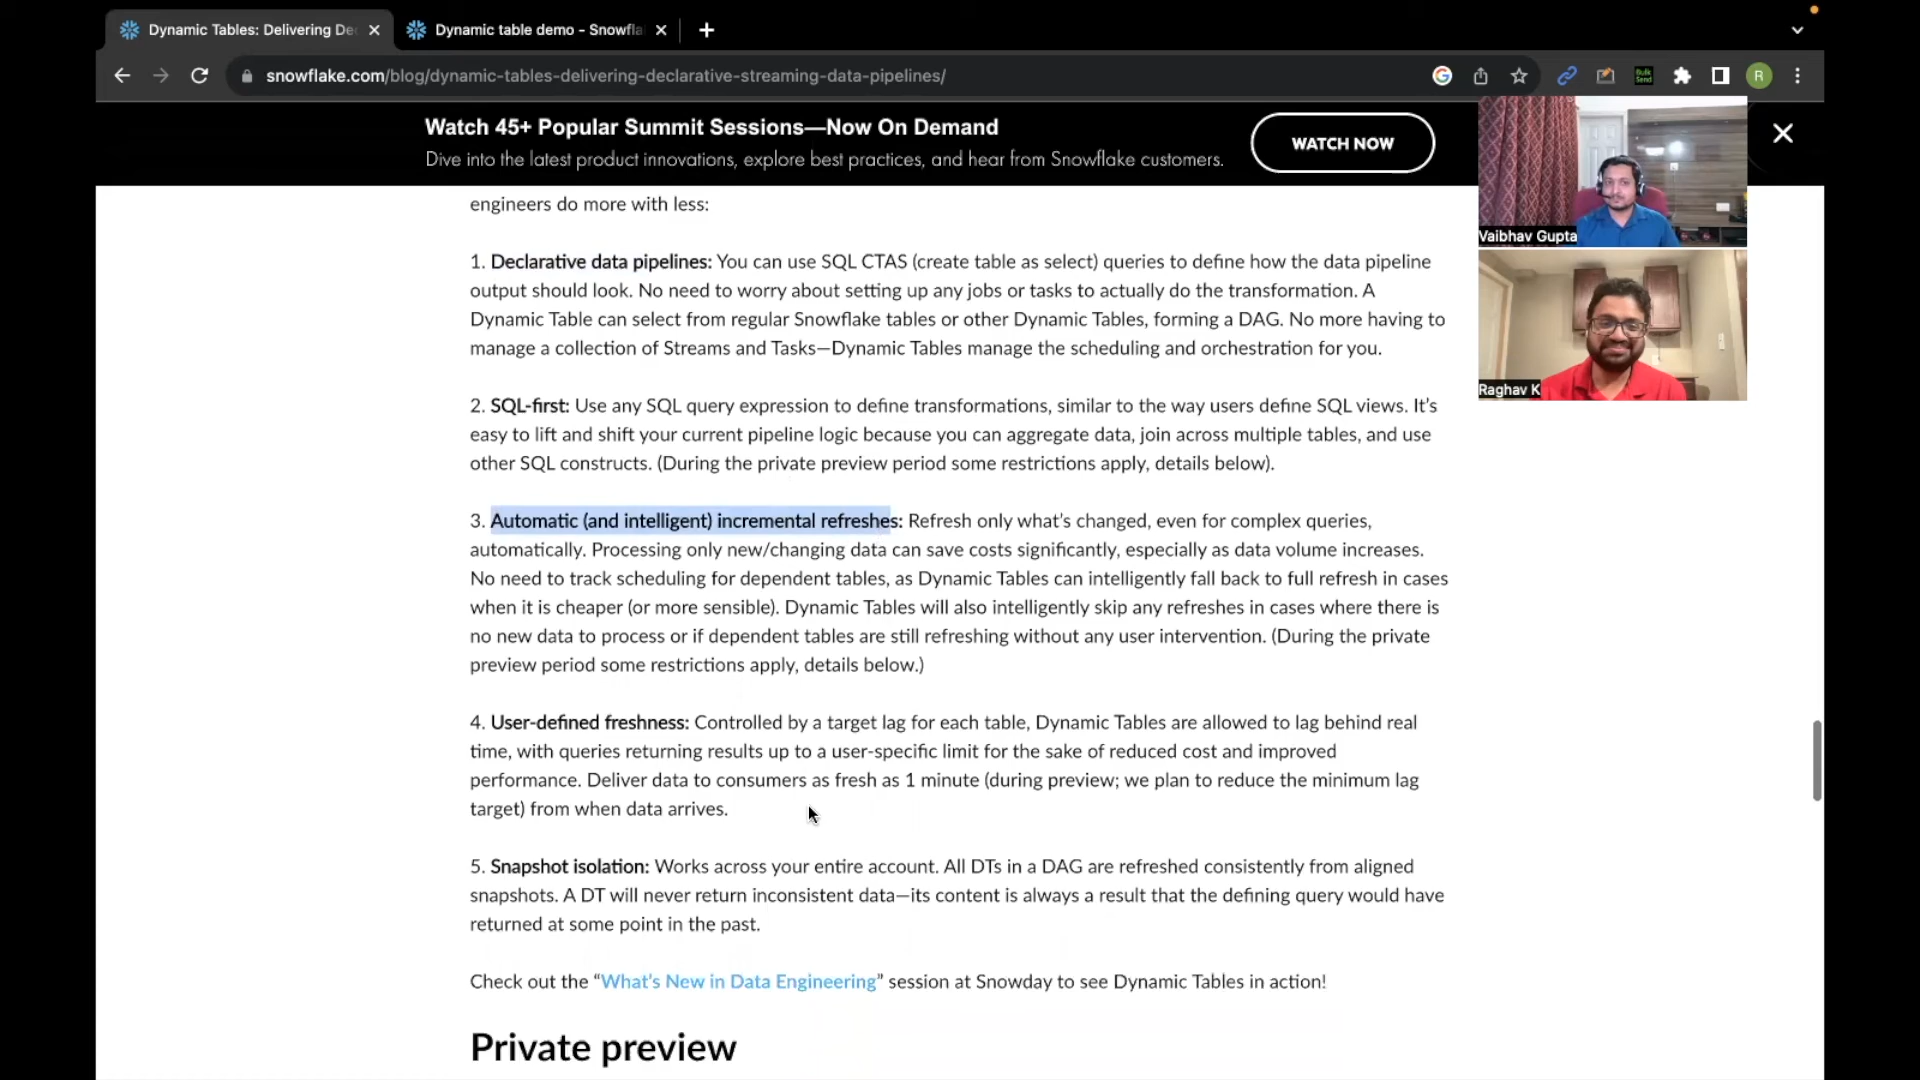 Dynamic Tables: Delivering De
Dynamic table demo - Snowfla
snowflake.com/blog/dynamic-tables-delivering-declarative-streaming-data-pipelines/
Bulk Send
R
Watch 45+ Popular Summit Sessions—Now On Demand
Dive into the latest product innovations, explore best practices, and hear from Snowflake customers.
WATCH NOW
Vaibhav Gupta
Raghav K
engineers do more with less:
1. Declarative data pipelines: You can use SQL CTAS (create table as select) queries to define how the data pipeline
output should look. No need to worry about setting up any jobs or tasks to actually do the transformation. A
Dynamic Table can select from regular Snowflake tables or other Dynamic Tables, forming a DAG. No more having to
manage a collection of Streams and Tasks—Dynamic Tables manage the scheduling and orchestration for you.
2. SQL-first: Use any SQL query expression to define transformations, similar to the way users define SQL views. It's
easy to lift and shift your current pipeline logic because you can aggregate data, join across multiple tables, and use
other SQL constructs. (During the private preview period some restrictions apply, details below).
3. Automatic (and intelligent) incremental refreshes: Refresh only what's changed, even for complex queries,
automatically. Processing only new/changing data can save costs significantly, especially as data volume increases.
No need to track scheduling for dependent tables, as Dynamic Tables can intelligently fall back to full refresh in cases
when it is cheaper (or more sensible). Dynamic Tables will also intelligently skip any refreshes in cases where there is
no new data to process or if dependent tables are still refreshing without any user intervention. (During the private
preview period some restrictions apply, details below.)
4. User-defined freshness: Controlled by a target lag for each table, Dynamic Tables are allowed to lag behind real
time, with queries returning results up to a user-specific limit for the sake of reduced cost and improved
performance. Deliver data to consumers as fresh as 1 minute (during preview; we plan to reduce the minimum lag
target) from when data arrives.
5. Snapshot isolation: Works across your entire account. All DTs in a DAG are refreshed consistently from aligned
snapshots. A DT will never return inconsistent data—its content is always a result that the defining query would have
returned at some point in the past.
Check out the “What's New in Data Engineering” session at Snowday to see Dynamic Tables in action!
Private preview